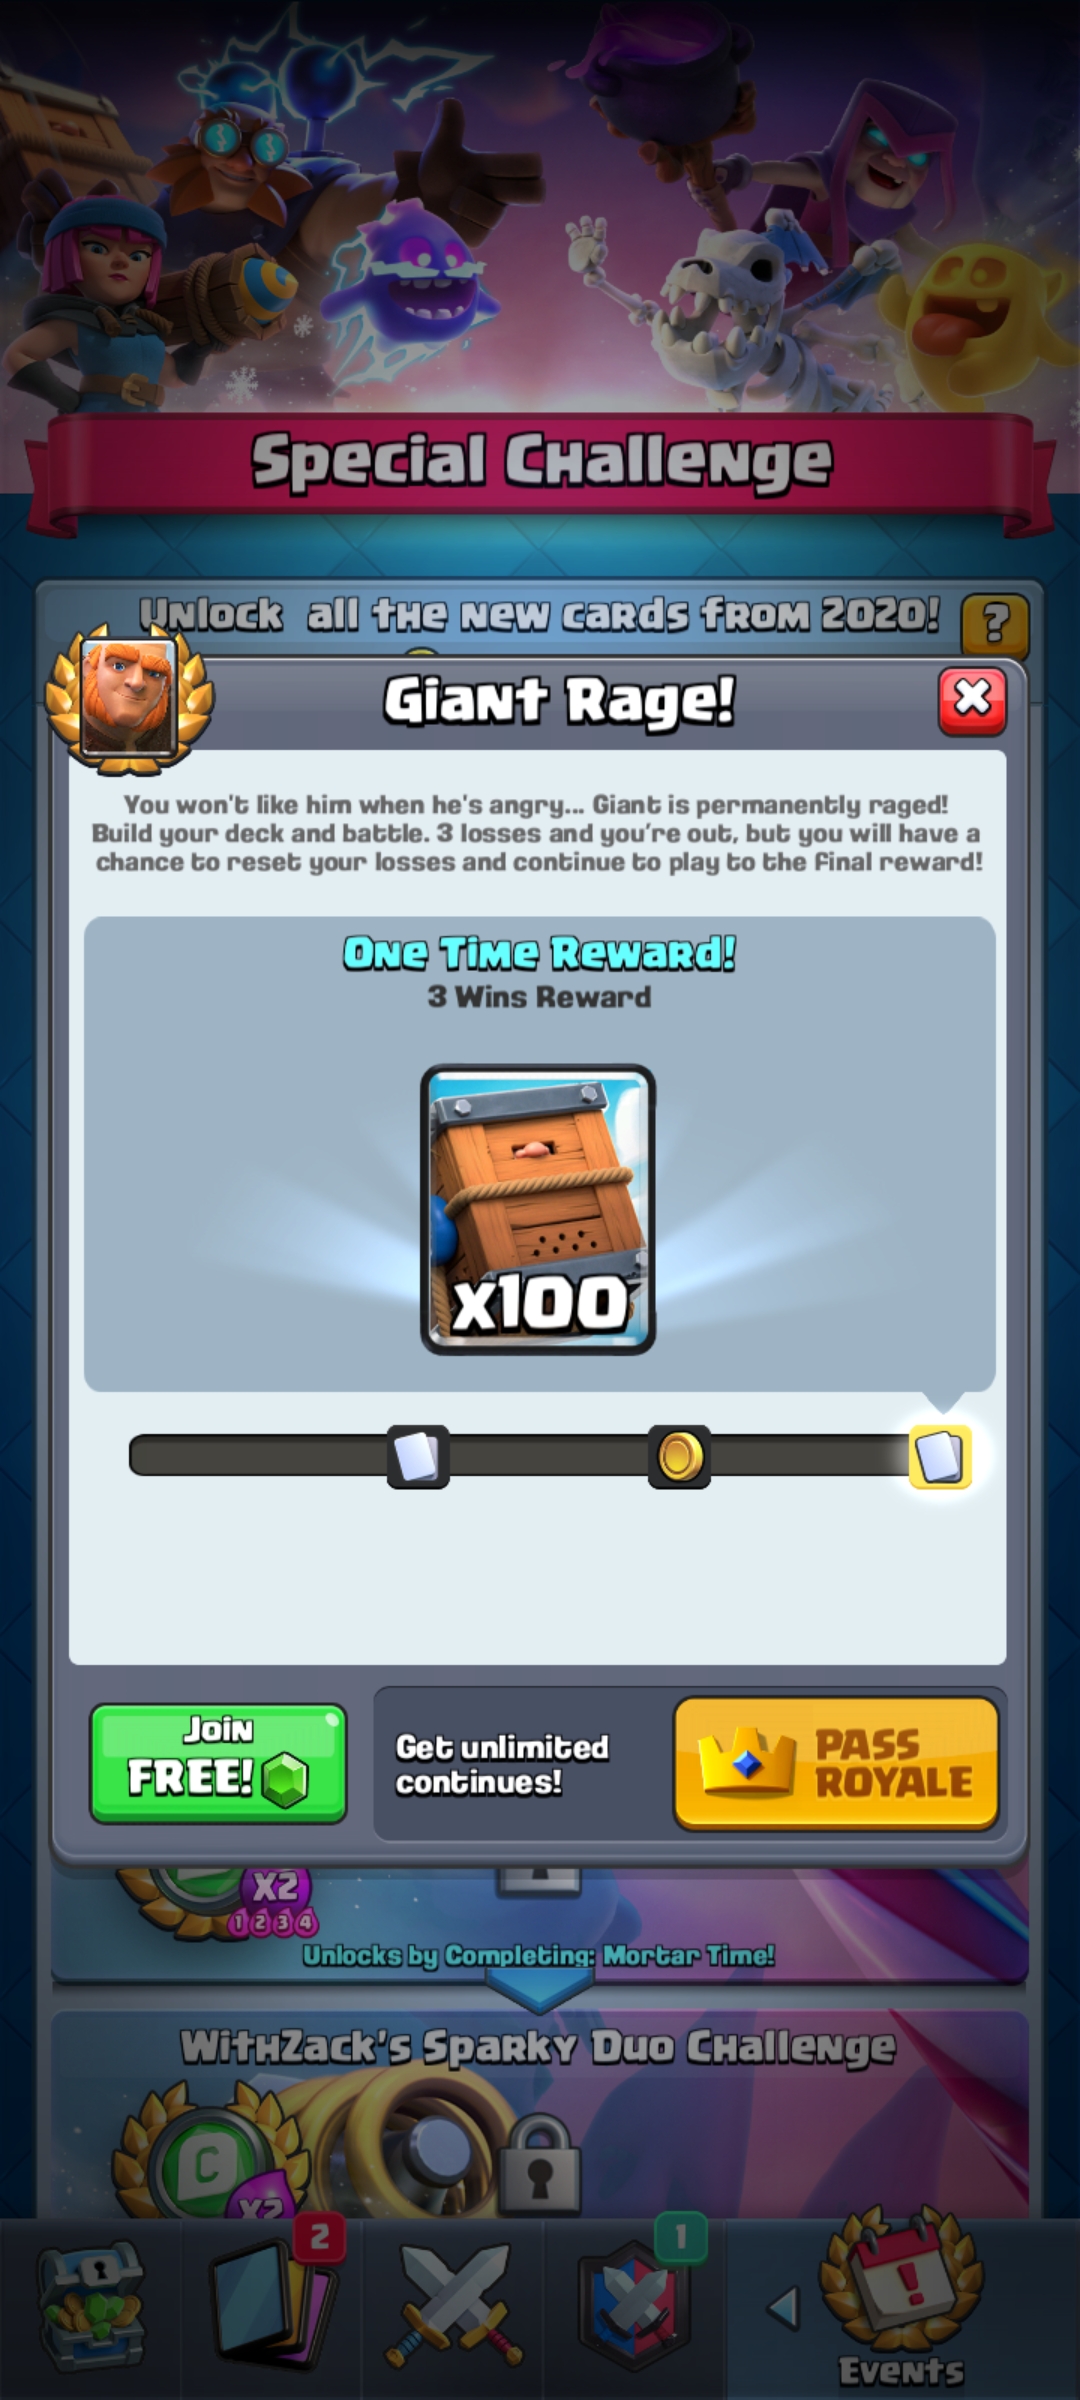 Special Challenge
Unlock all the new cards from 2020!
?
Giant Rage!
You won't like him when he's angry... Giant is permanently raged!
Build your deck and battle. 3 losses and you're out, but you will have a
chance to reset your losses and continue to play to the final reward!
One Time Reward!
3 Wins Reward
x100
Join
FREE!
Get unlimited
continues!
PASS
ROYALE
X2
1 2 3 4
Unlocks by Completing: Mortar Time!
WithZack's Sparky Duo Challenge
C
X2
2
1
!
Events